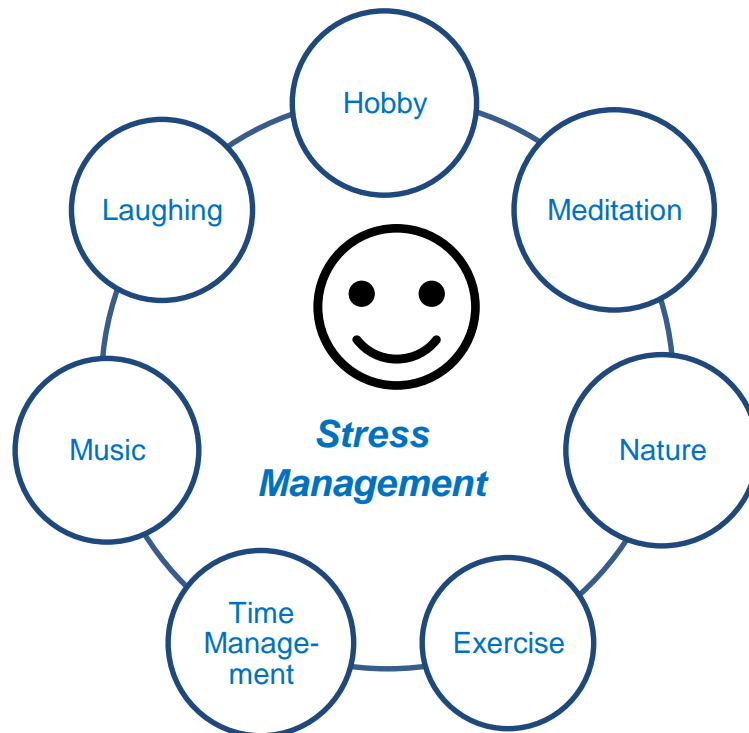 Hobby
Meditation
Nature
Exercise
Time
Manage-
ment
Music
Laughing
Stress
Management